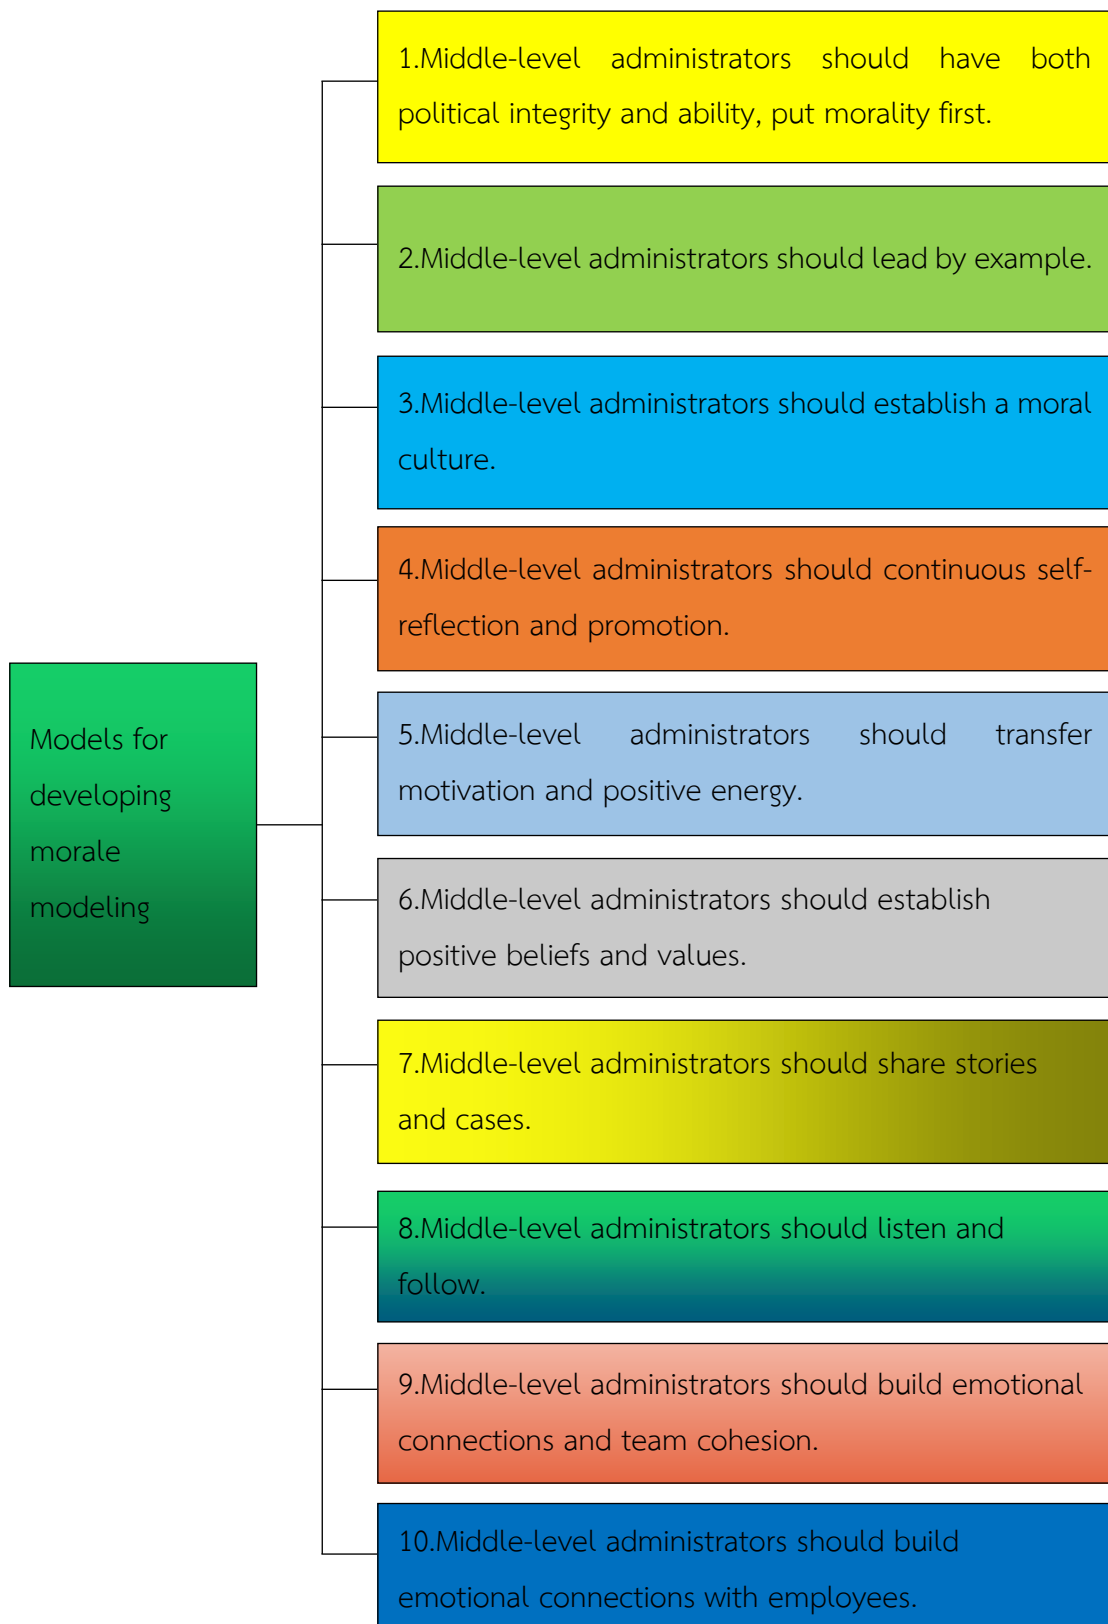 1.Middle-level administrators should have both
political integrity and ability, put morality first.
2.Middle-level administrators should lead by example.
3.Middle-level administrators should establish a moral
culture.
4.Middle-level administrators should continuous self-
reflection and promotion.
Models for
developing
morale
modeling
5.Middle-level administrators should transfer
motivation and positive energy.
6.Middle-level administrators should establish
positive beliefs and values.
7.Middle-level administrators should share stories
and cases.
8.Middle-level administrators should listen and
follow.
9.Middle-level administrators should build emotional
connections and team cohesion.
10.Middle-level administrators should build
emotional connections with employees.